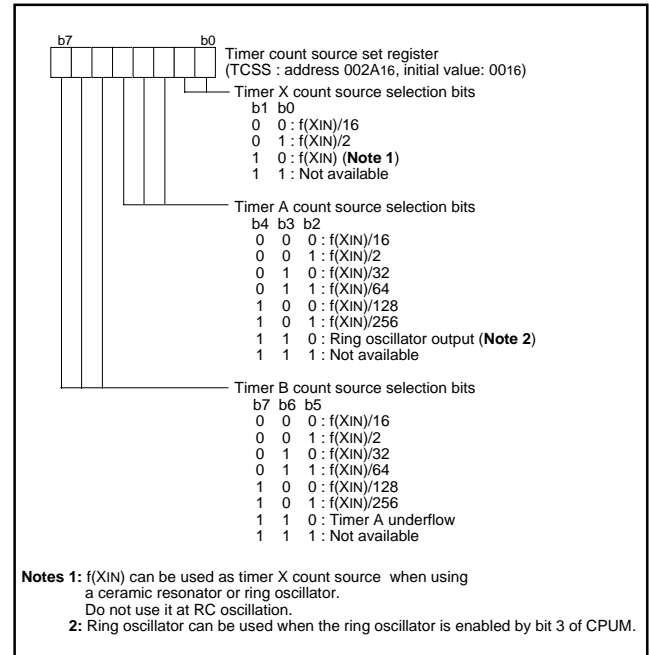 b7 b0
Timer count source set register
(TCSS : address 002A16, initial value: 0016)
Timer X count source selection bits
b1 b0
0 0 : f(XIN)/16
0 1 : f(XIN)/2
1 0 : f(XIN) (Note 1)
1 1 : Not available
Timer A count source selection bits
b4 b3 b2
0 0 0 : f(XIN)/16
0 0 1 : f(XIN)/2
0 1 0 : f(XIN)/32
0 1 1 : f(XIN)/64
1 0 0 : f(XIN)/128
1 0 1 : f(XIN)/256
1 1 0 : Ring oscillator output (Note 2)
1 1 1 : Not available
Timer B count source selection bits
b7 b6 b5
0 0 0 : f(XIN)/16
0 0 1 : f(XIN)/2
0 1 0 : f(XIN)/32
0 1 1 : f(XIN)/64
1 0 0 : f(XIN)/128
1 0 1 : f(XIN)/256
1 1 0 : Timer A underflow
1 1 1 : Not available
Notes 1: f(XIN) can be used as timer X count source when using
a ceramic resonator or ring oscillator.
Do not use it at RC oscillation.
2: Ring oscillator can be used when the ring oscillator is enabled by bit 3 of CPUM.